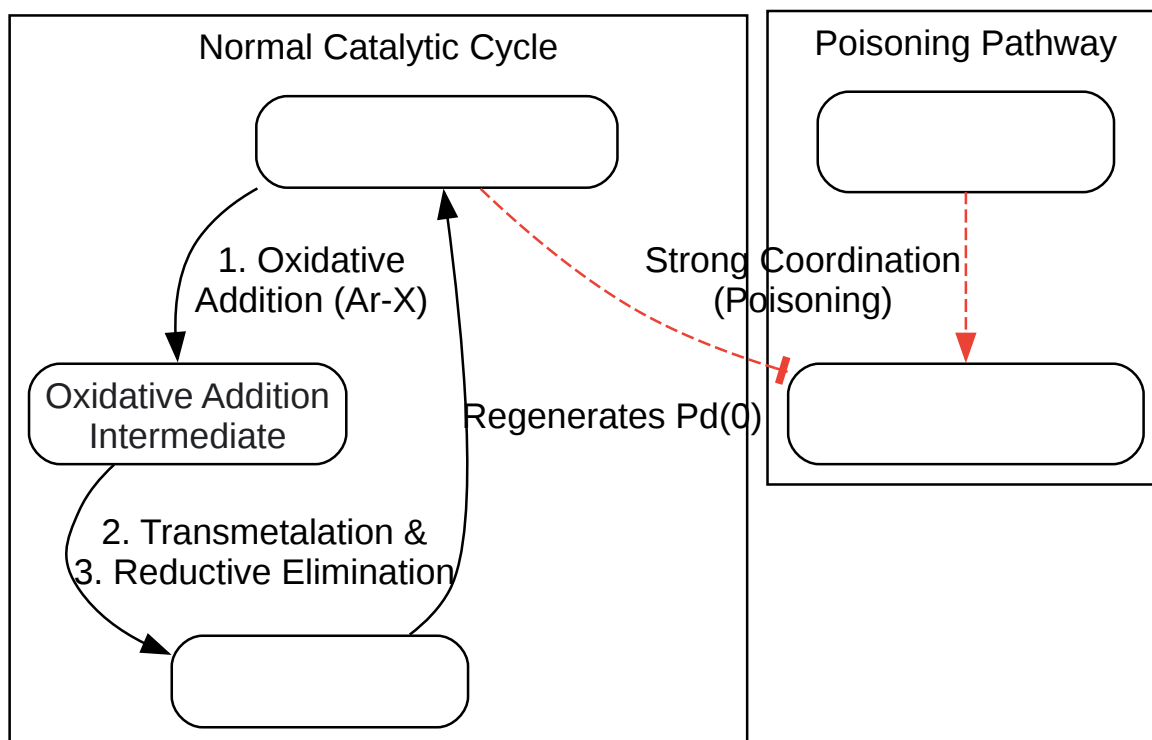 Normal Catalytic Cycle
Poisoning Pathway
1. Oxidative
Addition (Ar-X)
Strong Coordination
(Poisoning)
Oxidative Addition
Intermediate
Regenerates Pd(0)
2. Transmetalation &
3. Reductive Elimination